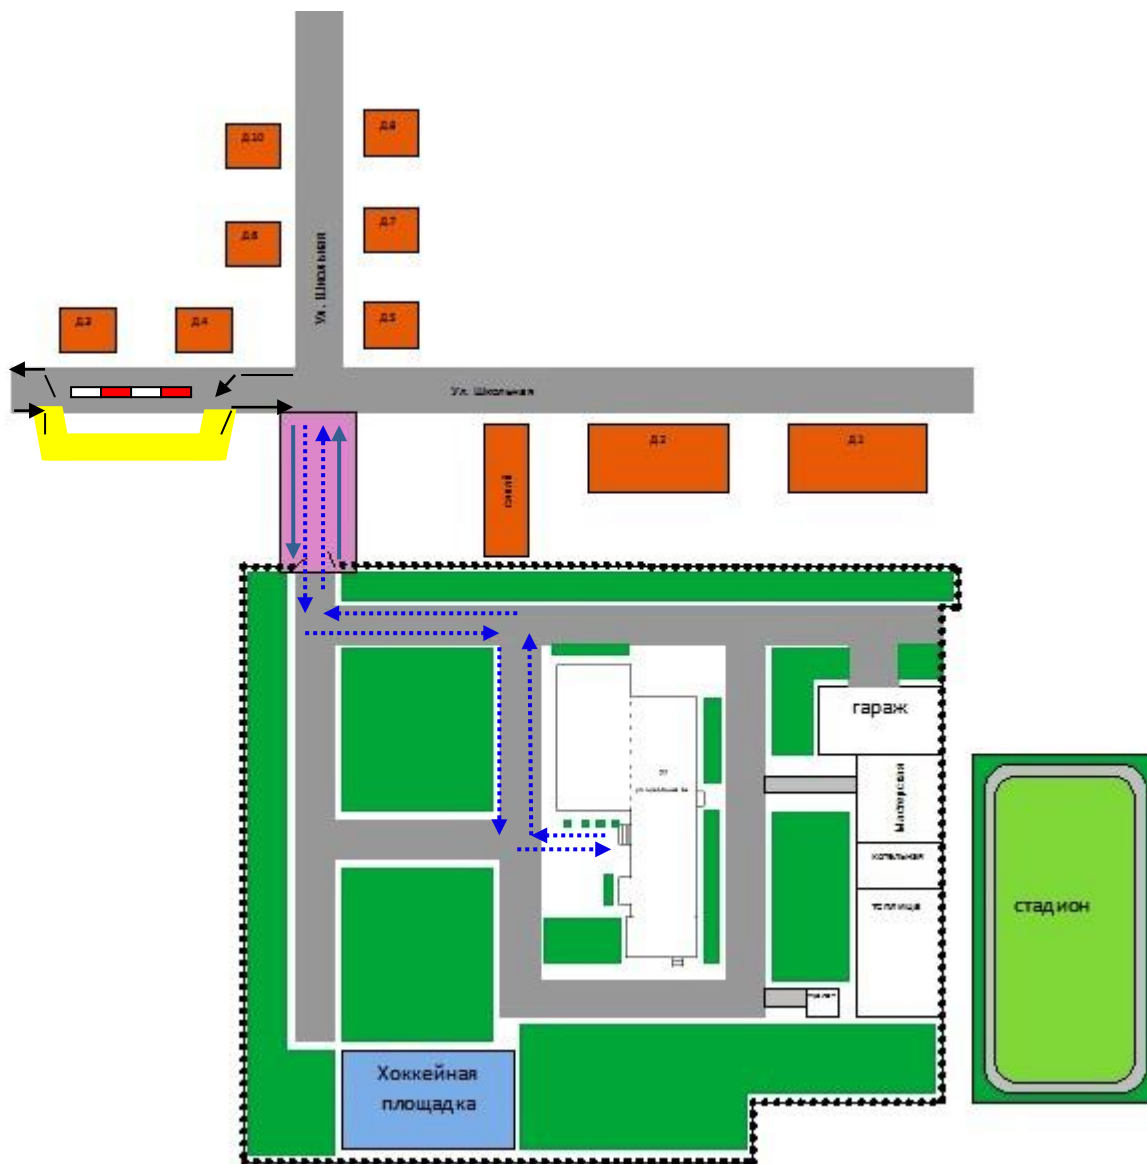 Д10
Д8
Д6
Д7
Ул. Школьная
Д3
Д4
Д5
Ул. Школьная
Д2
Д1
гараж
Мастерская
котельная
теплица
стадион
Хоккейная
площадка